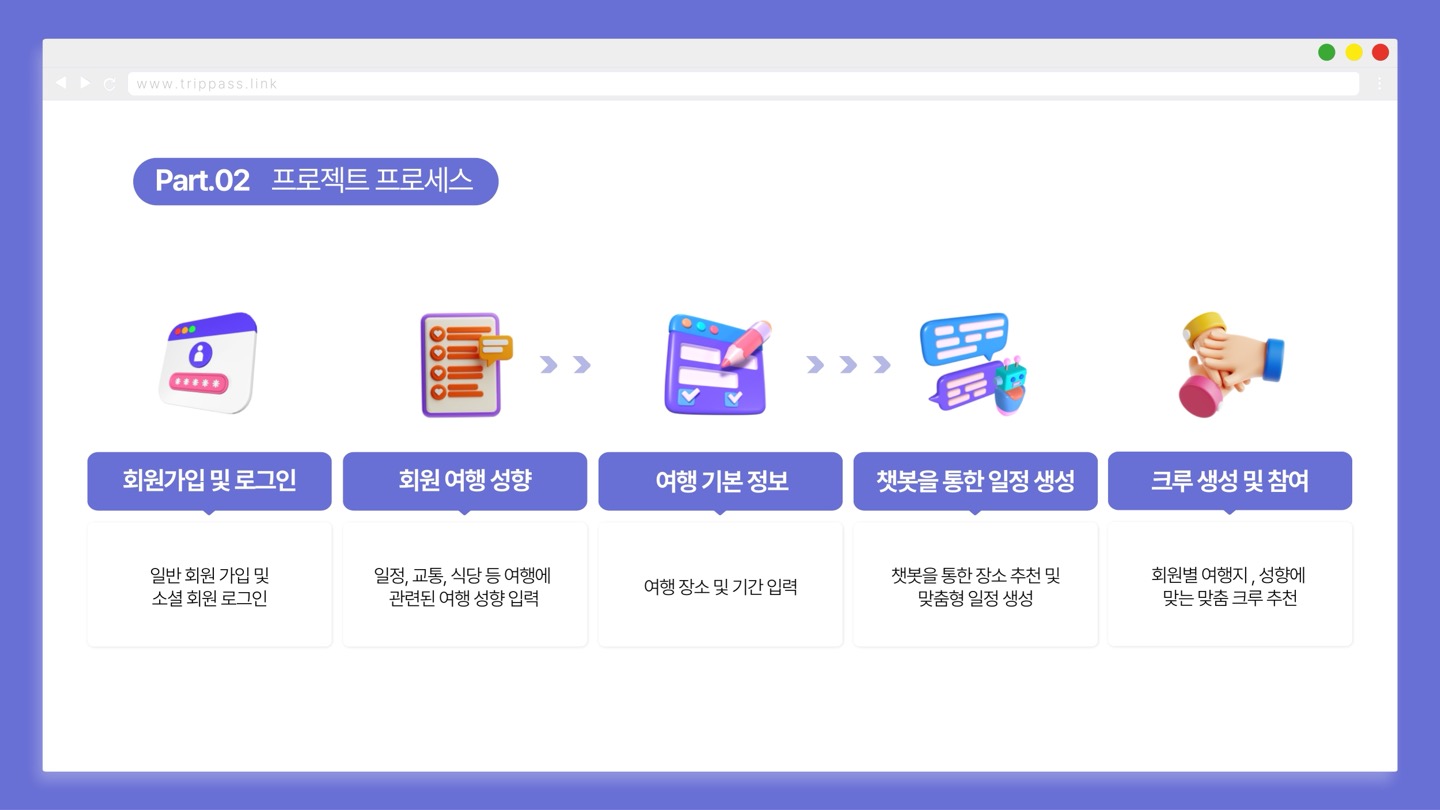 www.trippass.link
Part.02 프로젝트 프로세스
회원가입 및 로그인
일반 회원 가입 및
소셜 회원 로그인
회원 여행 성향
일정, 교통, 식당 등 여행에
관련된 여행 성향 입력
여행 기본 정보
여행 장소 및 기간 입력
챗봇을 통한 일정 생성
챗봇을 통한 장소 추천 및
맞춤형 일정 생성
크루 생성 및 참여
회원별 여행지 , 성향에
맞는 맞춤 크루 추천